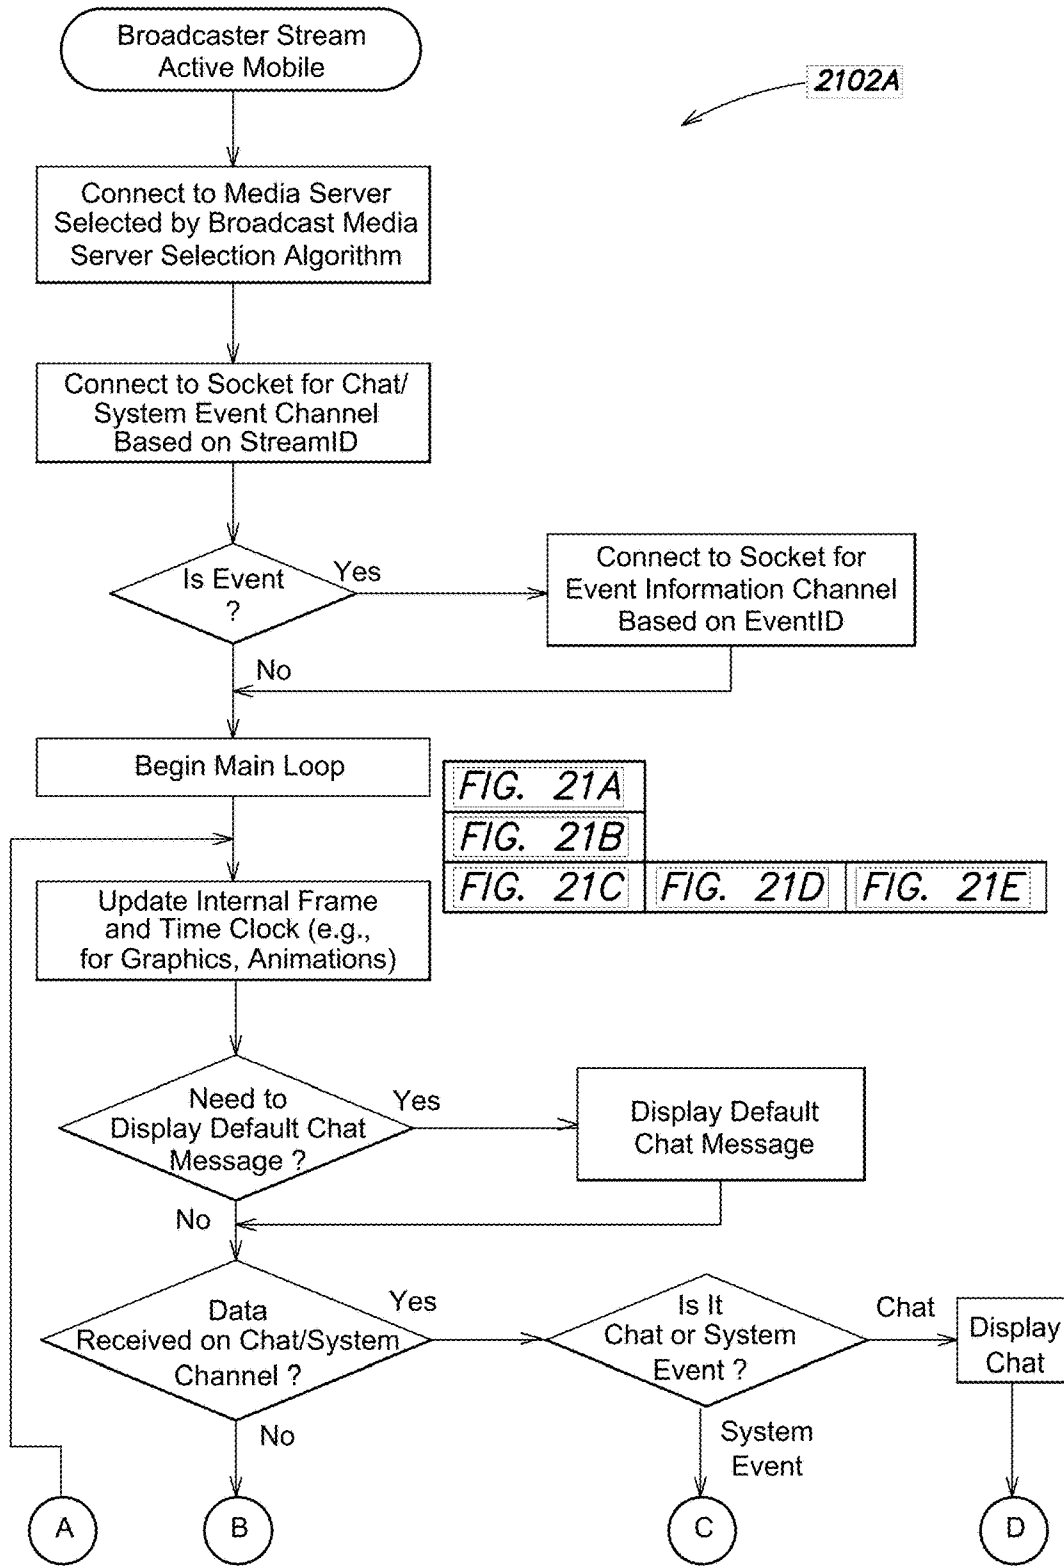 Broadcaster Stream
Active Mobile
2102A
Connect to Media Server
Selected by Broadcast Media
Server Selection Algorithm
Connect to Socket for Chat/
System Event Channel
Based on StreamID
Is Event
?
Yes
Connect to Socket for
Event Information Channel
Based on EventID
No
Begin Main Loop
FIG. 21A
FIG. 21B
FIG. 21C
FIG. 21D
FIG. 21E
Update Internal Frame
and Time Clock (e.g.,
for Graphics, Animations)
Need to
Display Default Chat
Message ?
Yes
Display Default
Chat Message
No
Data
Received on Chat/System
Channel ?
Yes
Is It
Chat or System
Event ?
Chat
Display
Chat
No
System
Event
A
B
C
D